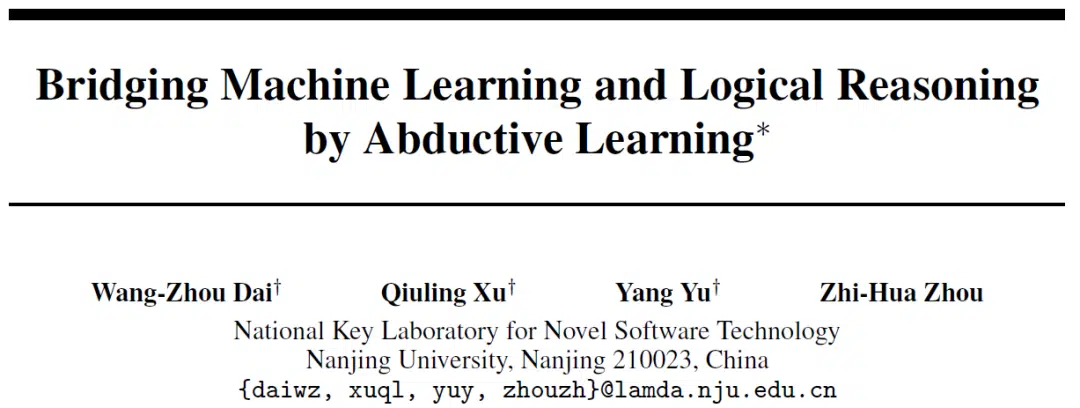 Bridging Machine Learning and Logical Reasoning
by Abductive Learning*
Wang-Zhou Dai† Qiuling Xu† Yang Yu† Zhi-Hua Zhou
National Key Laboratory for Novel Software Technology
Nanjing University, Nanjing 210023, China
{daiwz, xuql, yuy, zhouzh}@lamda.nju.edu.cn